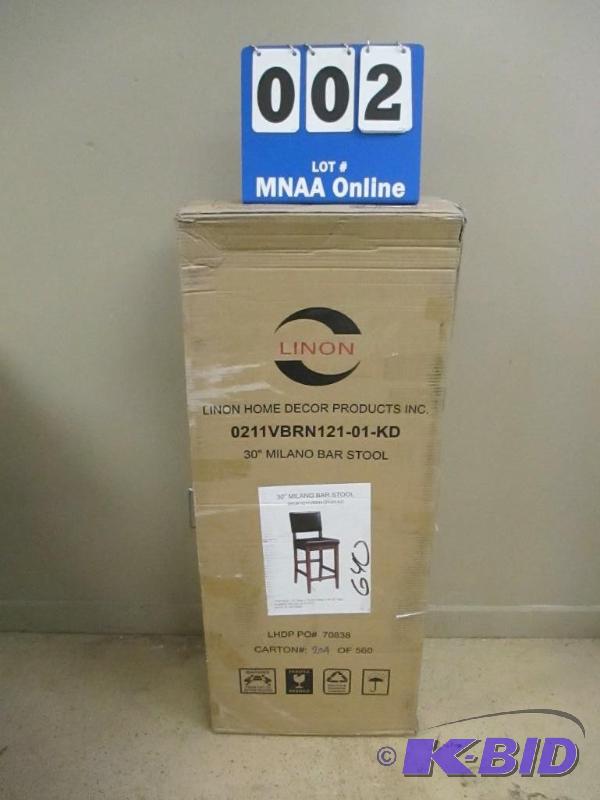 002
LOT #
MNAA Online
LINON
LINON HOME DECOR PRODUCTS INC.
0211VBRN121-01-KD
30" MILANO BAR STOOL
30" MILANO BAR STOOL
640
LHDP PO# 70838
CARTON#: 204 OF 560
© K-BID